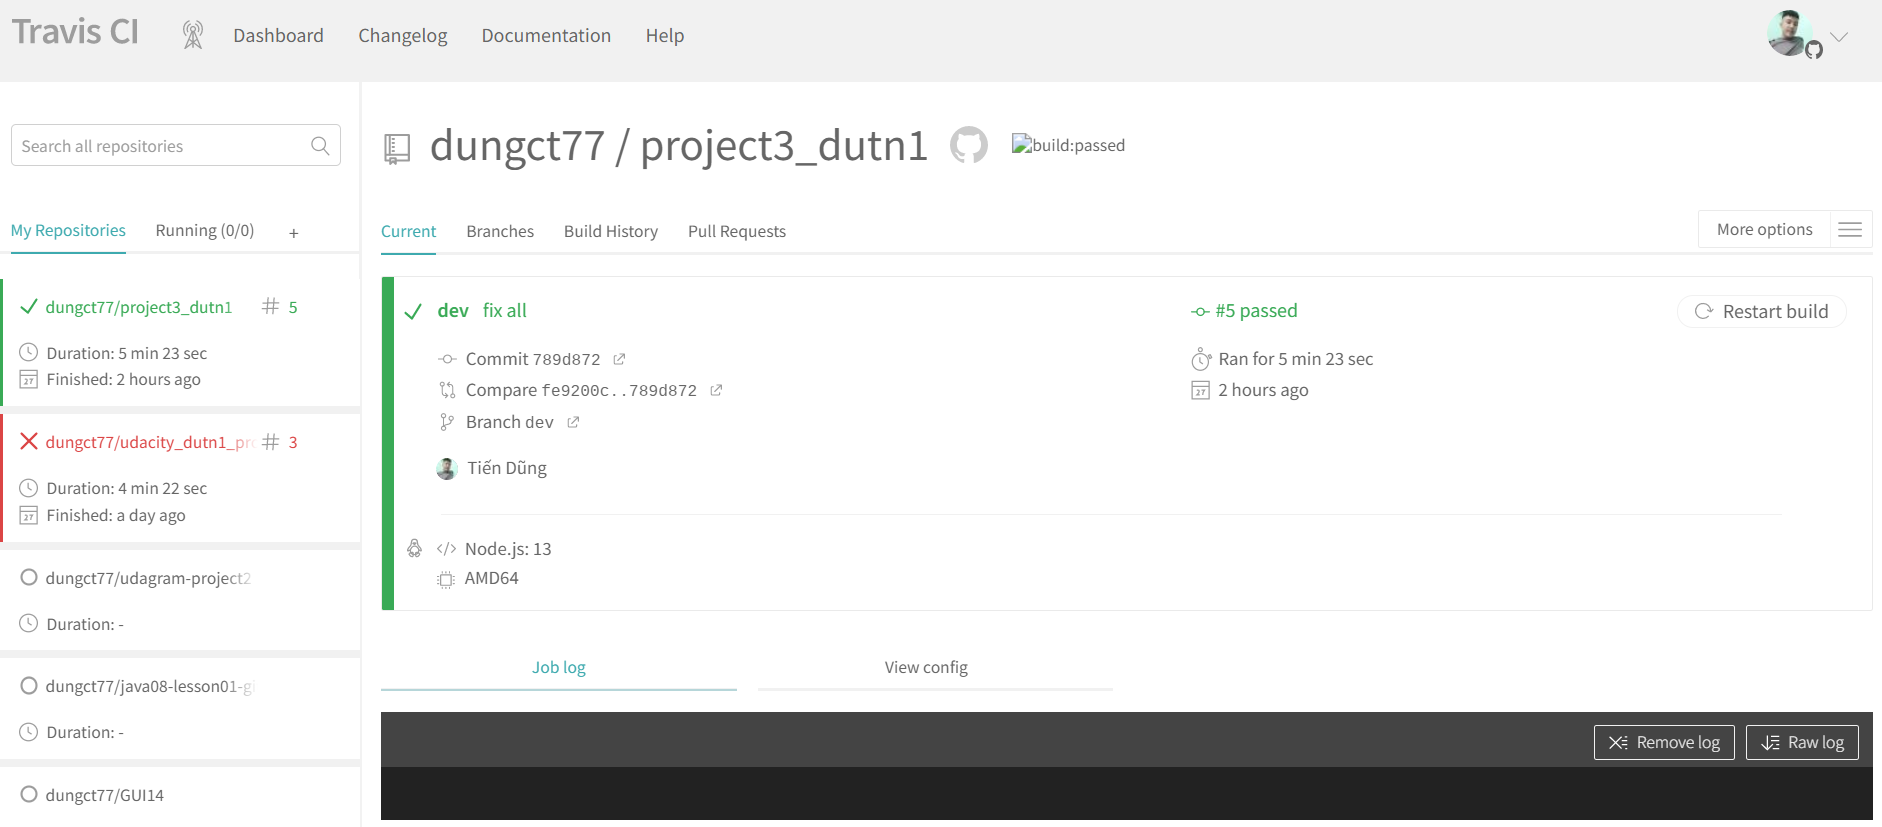 Travis CI
Dashboard
Changelog
Documentation
Help
Search all repositories
My Repositories
Running (0/0)
+
dungct77/project3_dutn1
# 5
Duration: 5 min 23 sec
Finished: 2 hours ago
dungct77/udacity_dutn1_pro
# 3
Duration: 4 min 22 sec
Finished: a day ago
dungct77/udagram-project2
Duration: -
dungct77/java08-lesson01-gi
Duration: -
dungct77/GUI14
dungct77 / project3_dutn1
build:passed
Current
Branches
Build History
Pull Requests
More options
dev fix all
Commit 789d872
Compare fe9200c..789d872
Branch dev
Tiến Dũng
#5 passed
Ran for 5 min 23 sec
2 hours ago
Restart build
Node.js: 13
AMD64
Job log
View config
Remove log
Raw log